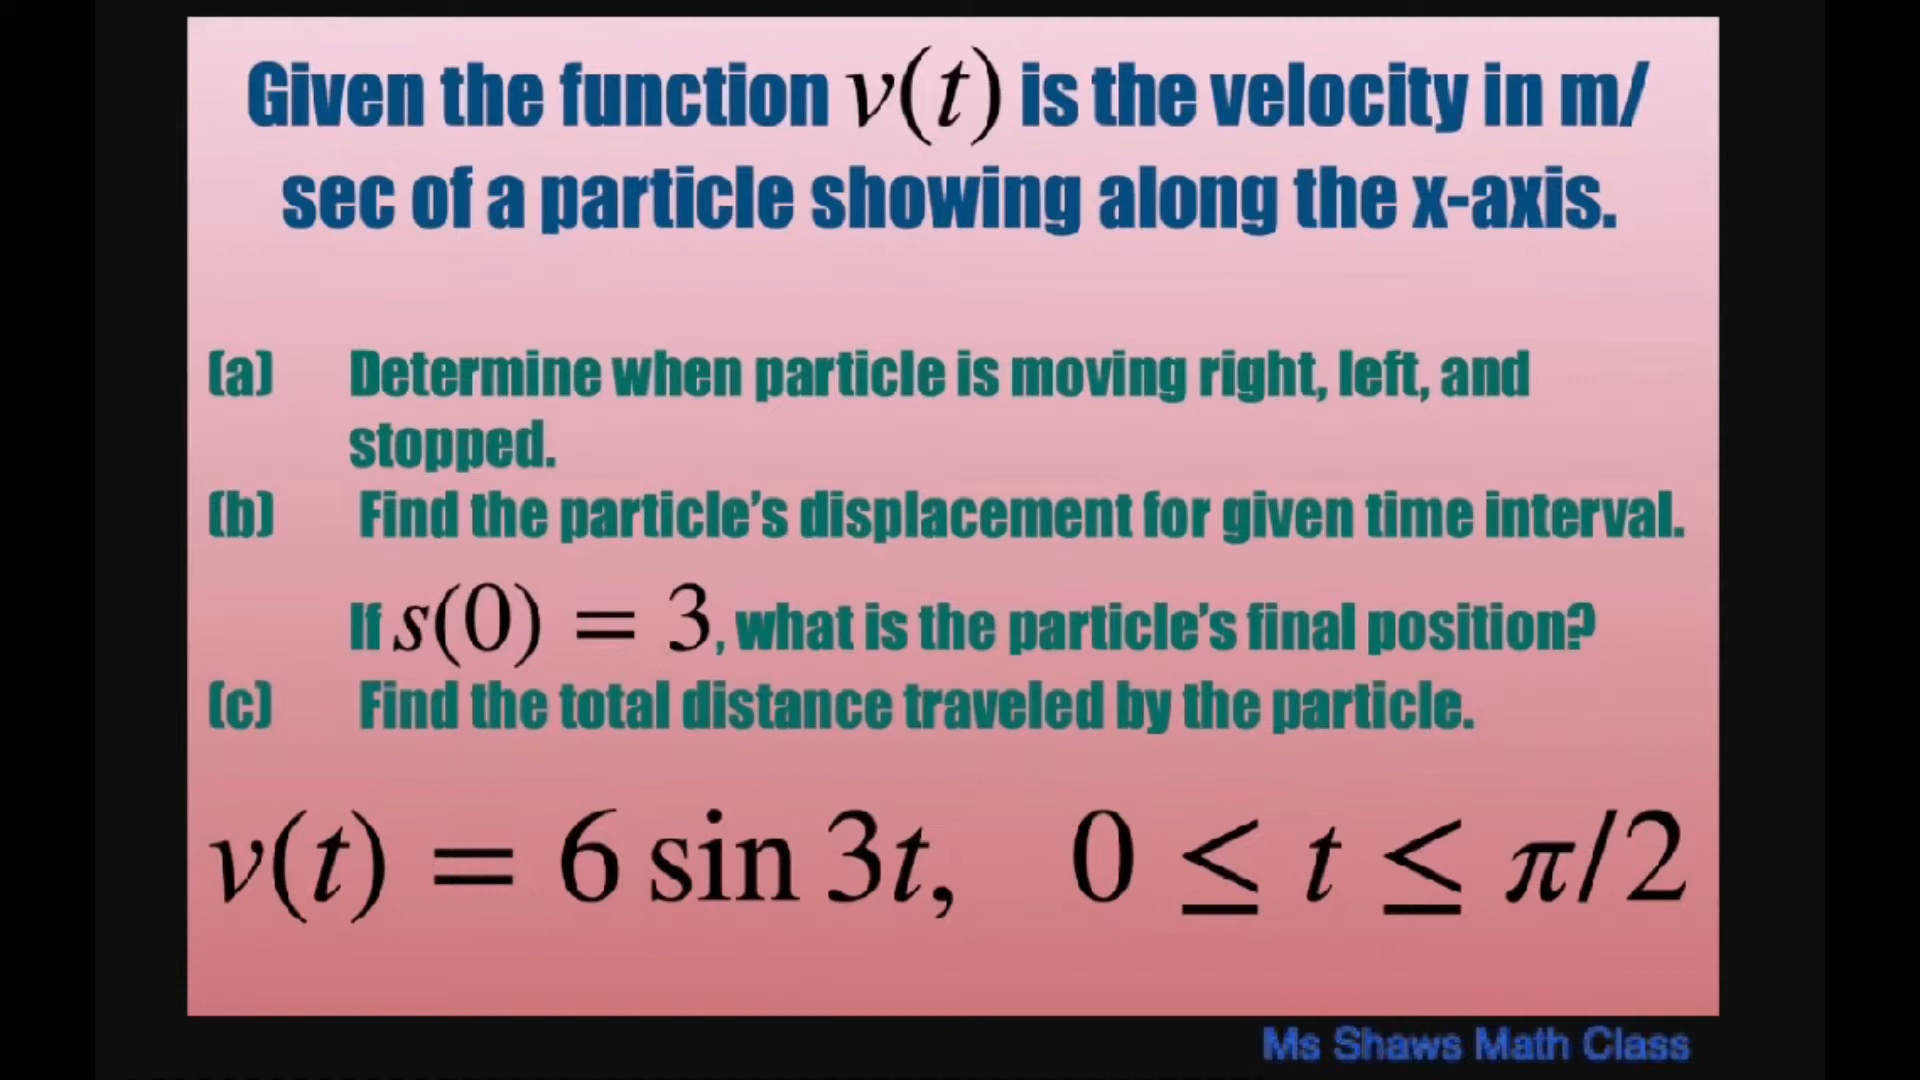 Given the function v(t) is the velocity in m/
sec of a particle showing along the x-axis.
(a) Determine when particle is moving right, left, and
stopped.
(b) Find the particle’s displacement for given time interval.
If s(0) = 3, what is the particle’s final position?
(c) Find the total distance traveled by the particle.
v(t) = 6 sin 3t, 0 ≤ t ≤ π/2
Ms Shaws Math Class